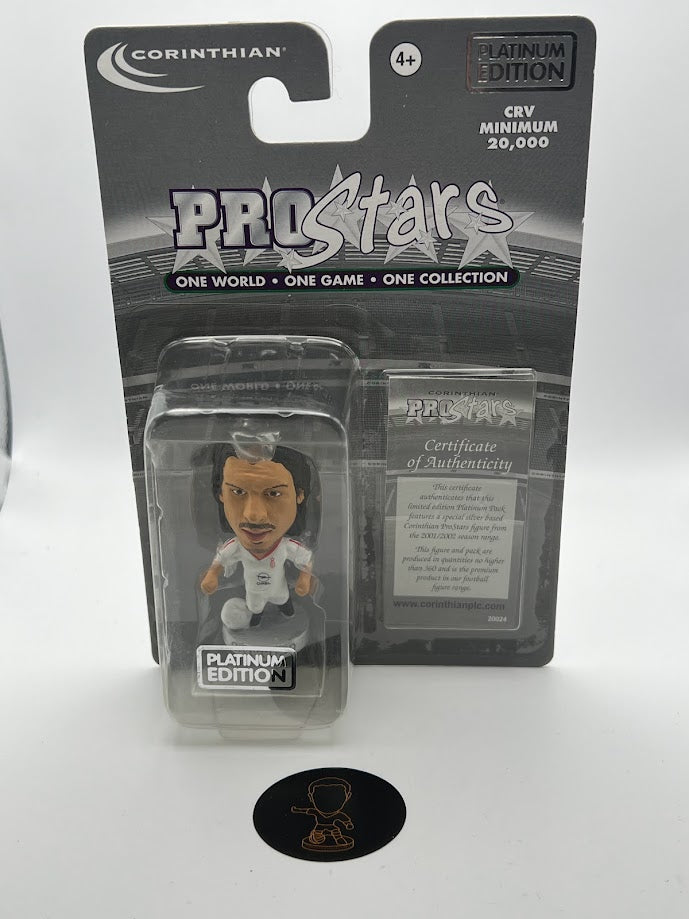 CORINTHIAN
4+
PLATINUM
EDITION
CRV
MINIMUM
20,000
PROStars
ONE WORLD • ONE GAME • ONE COLLECTION
CORINTHIAN
PROStars
Certificate
of Authenticity
This certificate
authenticates that this
limited edition Platinum Pack
features a special silver based
Corinthian ProStars figure from
the 2001/2002 season range.
This figure and pack are
produced in quantities no higher
than 360 and is the premium
product in our football
figure range.
www.corinthianplc.com
20024
OPEL
PLATINUM
EDITION